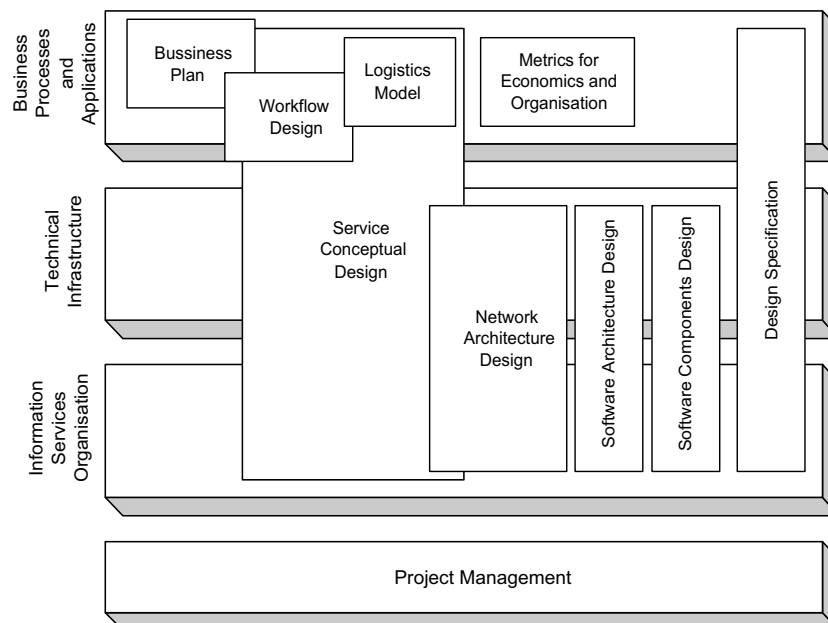 Business
Processes
and
Applications
Bussiness
Plan
Workflow
Design
Logistics
Model
Metrics for
Economics and
Organisation
Technical
Infrastructure
Service
Conceptual
Design
Network
Architecture
Design
Software Architecture Design
Software Components Design
Design Specification
Information
Services
Organisation
Project Management